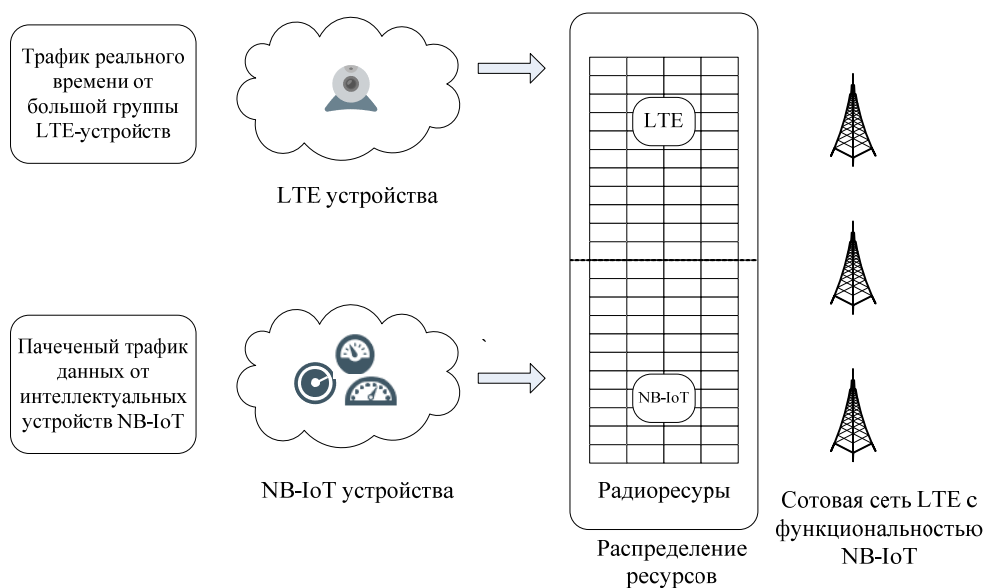 Трафик реального
времени от
большой группы
LTE-устройств
LTE устройства
LTE
Пачеченый трафик
данных от
интеллектуальных
устройств NB-IoT
NB-IoT устройства
NB-IoT
Радиоресуры
Распределение
ресурсов
Сотовая сеть LTE с
функциональностью
NB-IoT